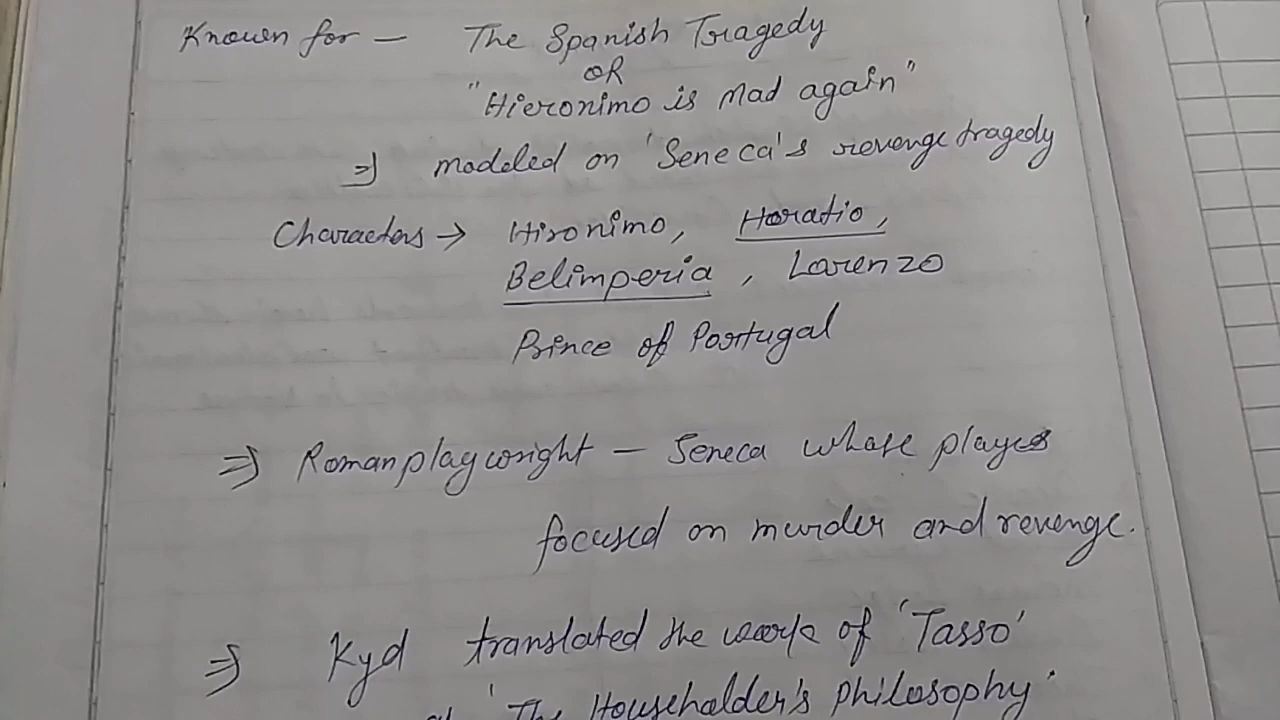 Known for — The Spanish Tragedy
OR
"Hieronimo is mad again"
⇒ modeled on 'Seneca's revenge tragedy
Characters → Hironimo, Horatio,
Belimperia, Lorenzo
Prince of Portugal
⇒ Roman playwright — Seneca whose playes
focused on murder and revenge.
⇒ Kyd translated the work of 'Tasso'
'The Householder's Philosophy'